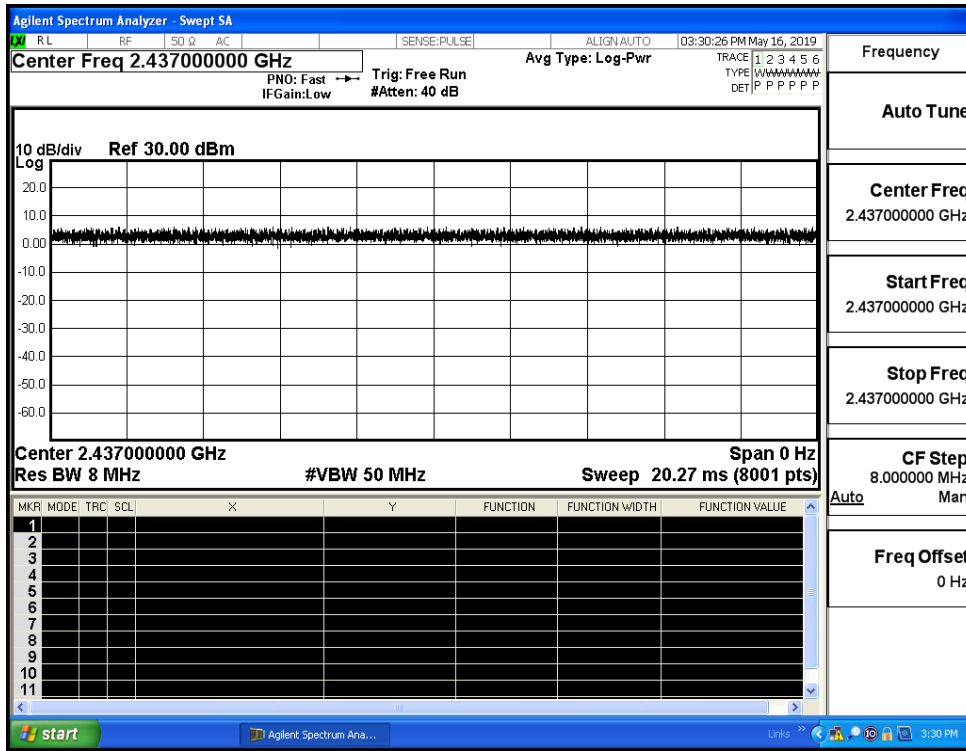 Agilent Spectrum Analyzer - Swept SA
LXI RL RF 50 Ω AC SENSE:PULSE ALIGN AUTO 03:30:26 PM May 16, 2019
Center Freq 2.437000000 GHz
Avg Type: Log-Pwr
TRACE 1 2 3 4 5 6
PNO: Fast
Trig: Free Run
TYPE
IFGain:Low
#Atten: 40 dB
DET P P P P P P
10 dB/div Ref 30.00 dBm
Log
20.0
10.0
0.00
-10.0
-20.0
-30.0
-40.0
-50.0
-60.0
Center 2.437000000 GHz Span 0 Hz
Res BW 8 MHz #VBW 50 MHz Sweep 20.27 ms (8001 pts)
MKR MODE TRC SCL X Y FUNCTION FUNCTION WIDTH FUNCTION VALUE
1
2
3
4
5
6
7
8
9
10
11
Frequency
Auto Tune
Center Freq
2.437000000 GHz
Start Freq
2.437000000 GHz
Stop Freq
2.437000000 GHz
CF Step
8.000000 MHz
Auto Man
Freq Offset
0 Hz
start Agilent Spectrum Ana... Links » 3:30 PM